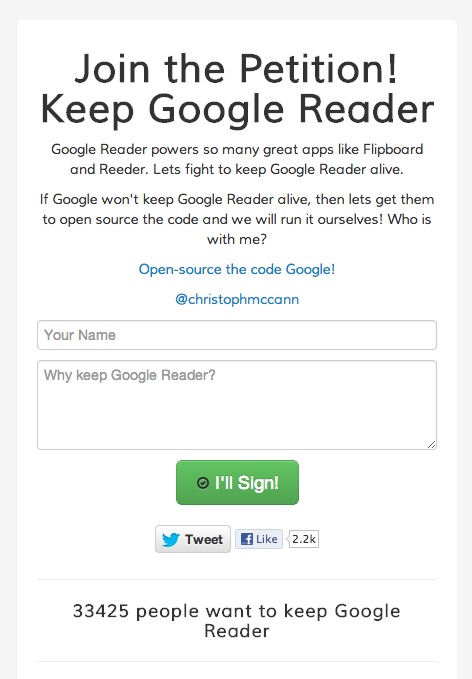 Join the Petition!
Keep Google Reader
Google Reader powers so many great apps like Flipboard
and Reeder. Lets fight to keep Google Reader alive.
If Google won't keep Google Reader alive, then lets get them
to open source the code and we will run it ourselves! Who is
with me?
Open-source the code Google!
@christophmccann
Your Name
Why keep Google Reader?
I'll Sign!
Tweet
Like
2.2k
33425 people want to keep Google
Reader